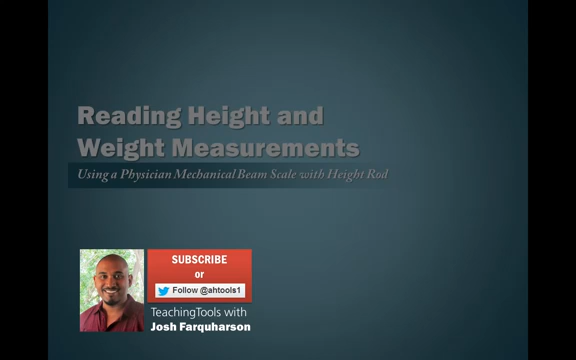 Reading Height and
Weight Measurements
Using a Physician Mechanical Beam Scale with Height Rod
SUBSCRIBE
or
Follow @ahtools1
TeachingTools with
Josh Farquharson